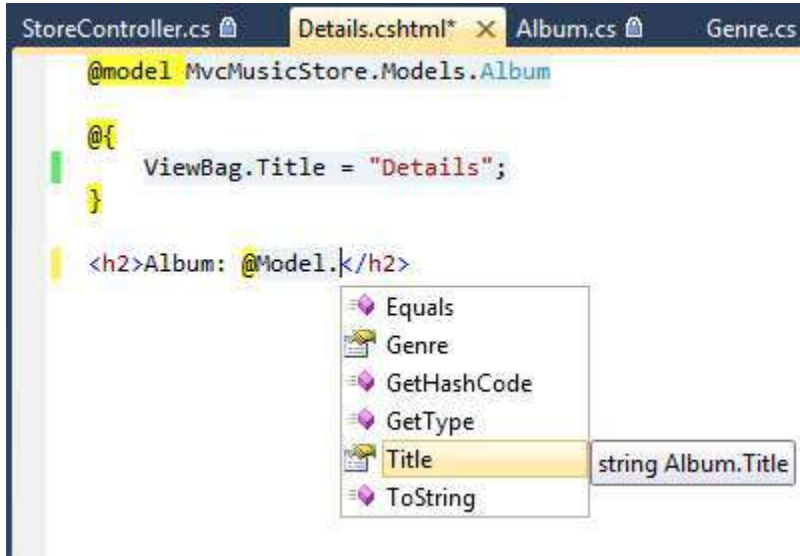 StoreController.cs Details.cshtml* Album.cs Genre.cs
@model MvcMusicStore.Models.Album
@{
ViewBag.Title = "Details";
}
<h2>Album: @Model.</h2>
Equals
Genre
GetHashCode
GetType
Title string Album.Title
ToString